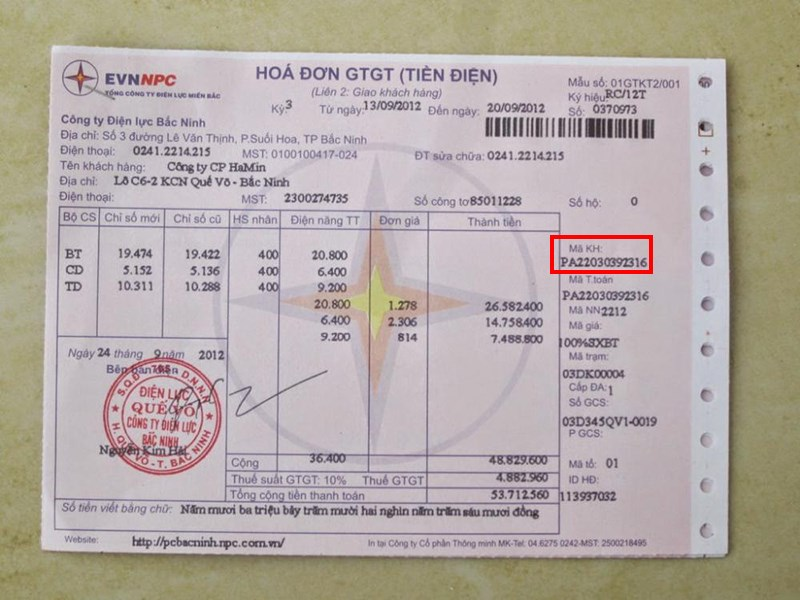 EVNNPC
TỔNG CÔNG TY ĐIỆN LỰC MIỀN BẮC
HOÁ ĐƠN GTGT (TIỀN ĐIỆN)
(Liên 2: Giao khách hàng)
Kỳ: 3 Từ ngày: 13/09/2012 Đến ngày: 20/09/2012
Mẫu số: 01GTKT2/001
Ký hiệu: RC/12T
Số: 0370973
Công ty Điện lực Bắc Ninh
Địa chỉ: Số 3 đường Lê Văn Thịnh, P.Suối Hoa, TP Bắc Ninh
Điện thoại: 0241.2214.215 MST: 0100100417-024 ĐT sửa chữa: 0241.2214.215
Tên khách hàng: Công ty CP HaMin
Địa chỉ: Lô C6-2 KCN Quế Võ - Bắc Ninh
Điện thoại: MST: 2300274735 Số công tơ 85011228 Số hộ: 0
Bộ CS Chỉ số mới Chỉ số cũ HS nhân Điện năng TT Đơn giá Thành tiền
BT 19.474 19.422 400 20.800
CD 5.152 5.136 400 6.400
TD 10.311 10.288 400 9.200
20.800 1.278 26.582.400
6.400 2.306 14.758.400
9.200 814 7.488.800
Mã KH:
PA22030392316
Mã T.toán
PA22030392316
Mã NN 2212
Mã giá:
100%SXBT
Mã trạm:
03DK00004
Cấp ĐA: 1
Số GCS:
03D345QV1-0019
P GCS:
Mã tổ: 01
ID HĐ:
113937032
Ngày 24 tháng 9 năm 2012
Bên bán điện
ĐIỆN LỰC
QUẾ VÕ
CÔNG TY ĐIỆN LỰC
BẮC NINH
H QUẾ VÕ - T. BẮC NINH
Cộng 36.400 48.829.600
Thuế suất GTGT: 10% Thuế GTGT 4.882.960
Tổng cộng tiền thanh toán 53.712.560
Số tiền viết bằng chữ: Năm mươi ba triệu bảy trăm mười hai nghìn năm trăm sáu mươi đồng
Website: http://pcbacninh.npc.com.vn/ In tại Công ty Cổ phần Thông minh MK-Tel: 04.6275 0242-MST: 2500218495